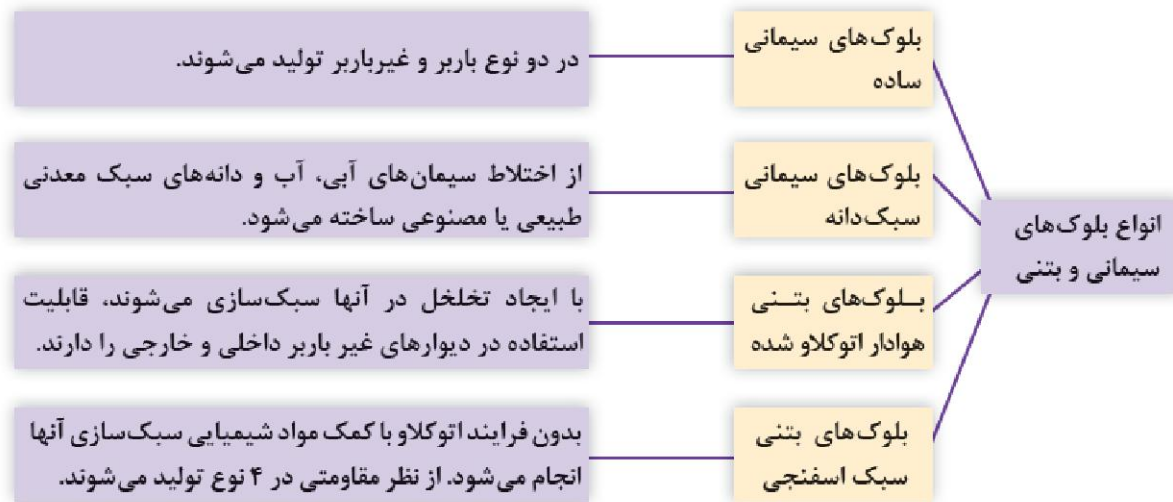 انواع بلوک‌های
سیمانی و بتنی
بلوک‌های سیمانی
ساده
در دو نوع باربر و غیرباربر تولید می‌شوند.
بلوک‌های سیمانی
سبک‌دانه
از اختلاط سیمان‌های آبی، آب و دانه‌های سبک معدنی
طبیعی یا مصنوعی ساخته می‌شود.
بـلوک‌های بتـنی
هوادار اتوکلاو شده
با ایجاد تخلخل در آنها سبک‌سازی می‌شوند، قابلیت
استفاده در دیوارهای غیر باربر داخلی و خارجی را دارند.
بلوک‌های بتنی
سبک اسفنجی
بدون فرایند اتوکلاو با کمک مواد شیمیایی سبک‌سازی آنها
انجام می‌شود. از نظر مقاومتی در ۴ نوع تولید می‌شوند.